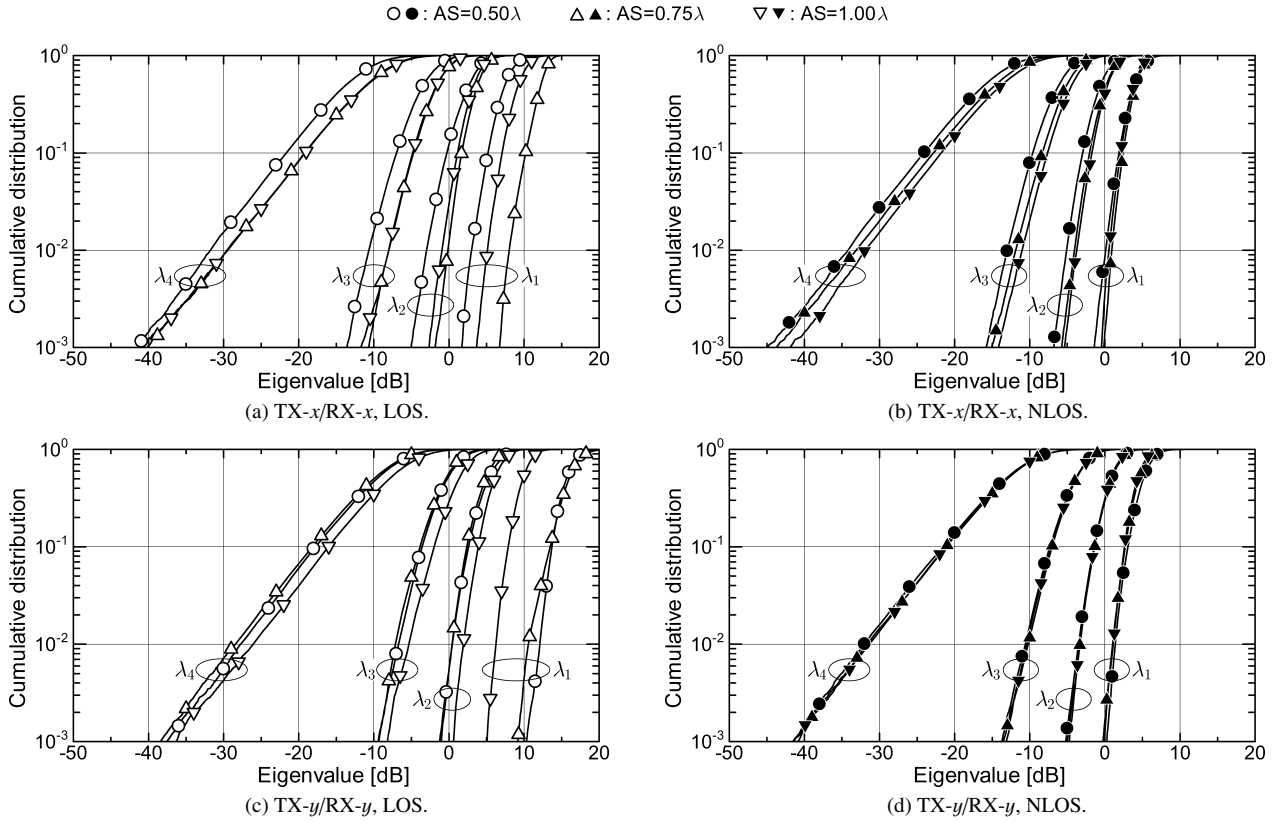 ○ ● : AS=0.50λ △ ▲ : AS=0.75λ ▽ ▼ : AS=1.00λ
Cumulative distribution
10^0
10^-1
10^-2
10^-3
λ4
λ3
λ2
λ1
-50 -40 -30 -20 -10 0 10 20
Eigenvalue [dB]
(a) TX-x/RX-x, LOS.
Cumulative distribution
10^0
10^-1
10^-2
10^-3
λ4
λ3
λ2
λ1
-50 -40 -30 -20 -10 0 10 20
Eigenvalue [dB]
(b) TX-x/RX-x, NLOS.
Cumulative distribution
10^0
10^-1
10^-2
10^-3
λ4
λ3
λ2
λ1
-50 -40 -30 -20 -10 0 10 20
Eigenvalue [dB]
(c) TX-y/RX-y, LOS.
Cumulative distribution
10^0
10^-1
10^-2
10^-3
λ4
λ3
λ2
λ1
-50 -40 -30 -20 -10 0 10 20
Eigenvalue [dB]
(d) TX-y/RX-y, NLOS.